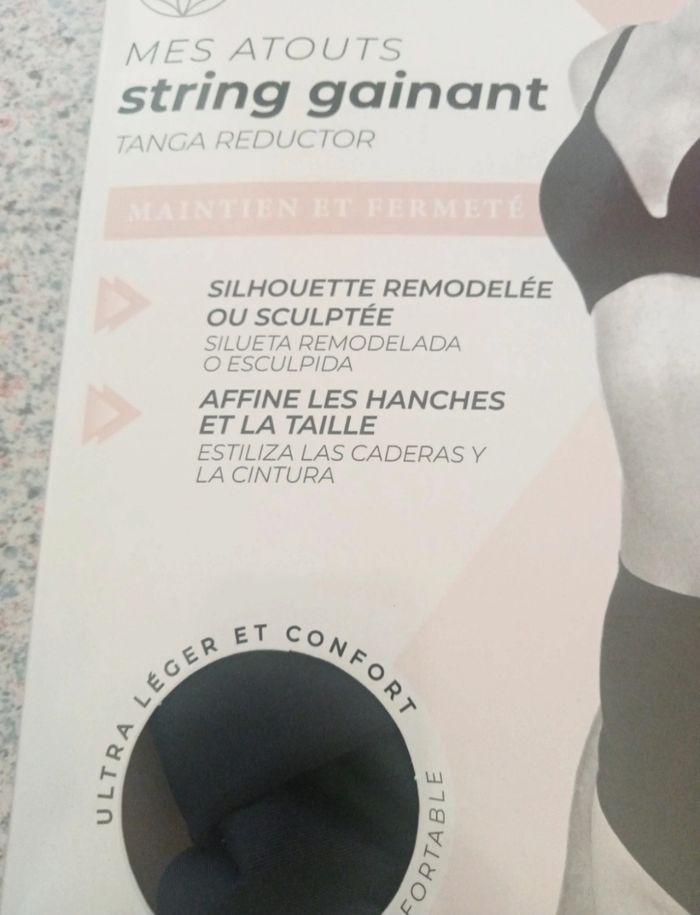 MES ATOUTS
string gainant
TANGA REDUCTOR
MAINTIEN ET FERMETÉ
SILHOUETTE REMODELÉE
OU SCULPTÉE
SILUETA REMODELADA
O ESCULPIDA
AFFINE LES HANCHES
ET LA TAILLE
ESTILIZA LAS CADERAS Y
LA CINTURA
ULTRA LÉGER ET CONFORT
FORTABLE